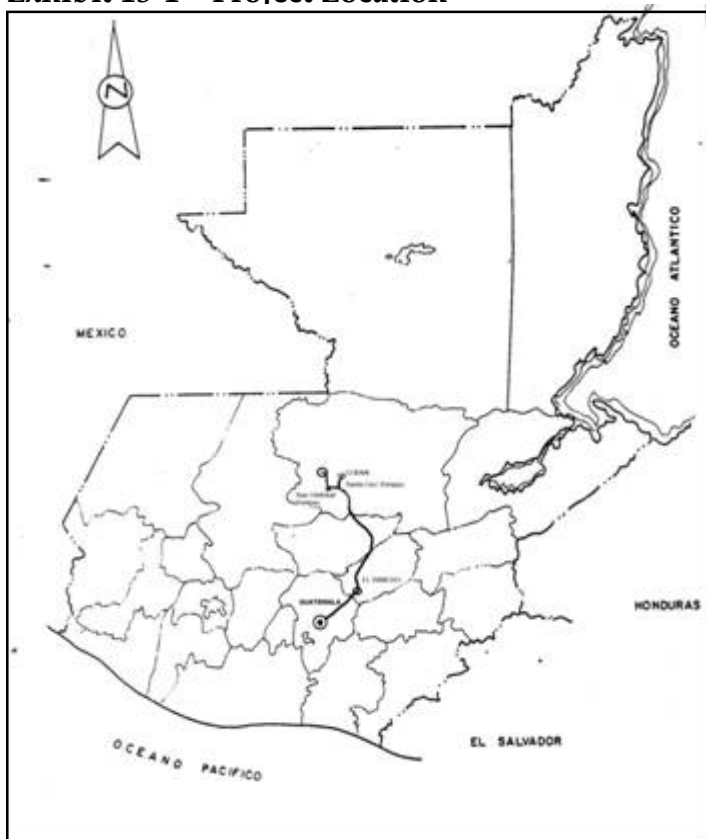 Exhibit 15-1 Project Location
N
MEXICO
OCEANO ATLANTICO
COBAN
Santa Cruz Verapaz
San Cristobal
Verapaz
EL RANCHO
GUATEMALA
HONDURAS
EL SALVADOR
OCEANO PACIFICO